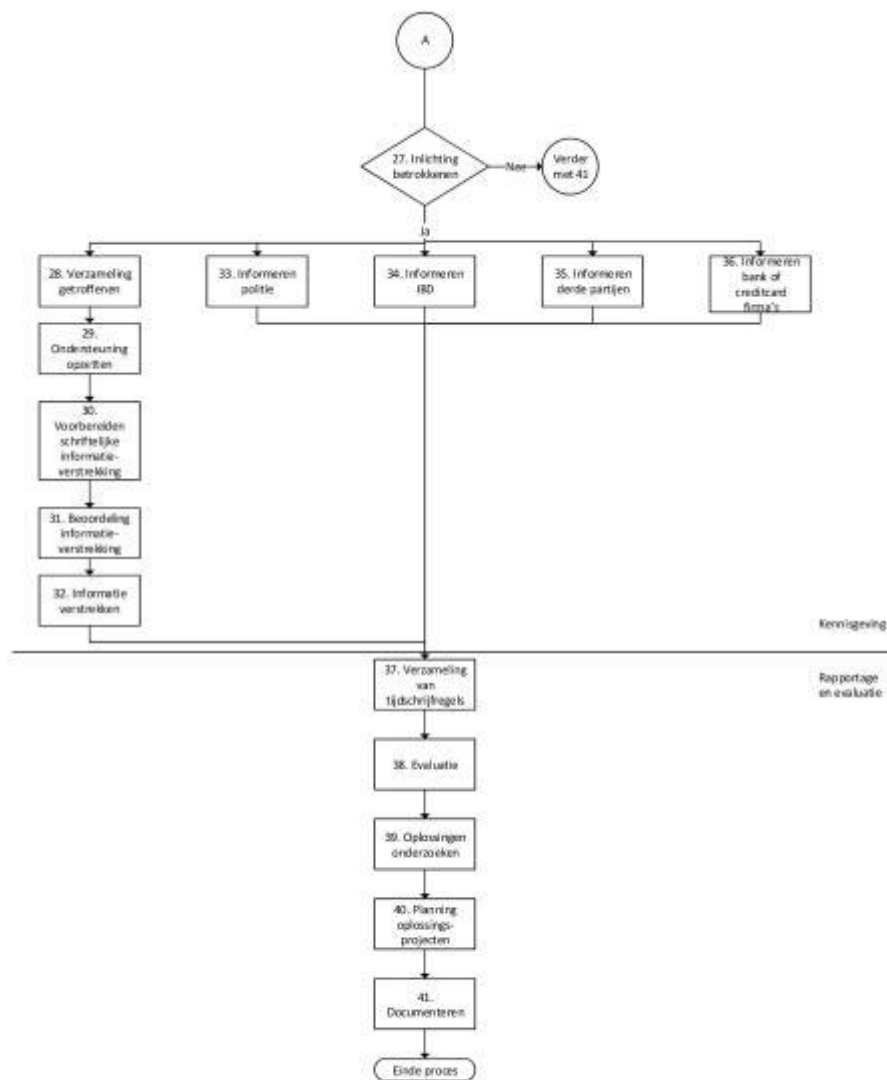 A
27. Inlichting
betrokkenen
Nee
Verder
met 41
Ja
28. Verzameling
getroffenen
33. Informeren
politie
34. Informeren
IBD
35. Informeren
derde partijen
36. Informeren
bank of
creditcard
firma's
29.
Ondersteuning
opzetten
30.
Voorbereiden
schriftelijke
informatie-
verstrekking
31. Beoordeling
informatie-
verstrekking
32. Informatie
verstrekken
Kennisgeving
37. Verzameling
van
tijdschrijfregels
Rapportage
en evaluatie
38. Evaluatie
39. Oplossingen
onderzoeken
40. Planning
oplossings-
projecten
41.
Documenteren
Einde proces